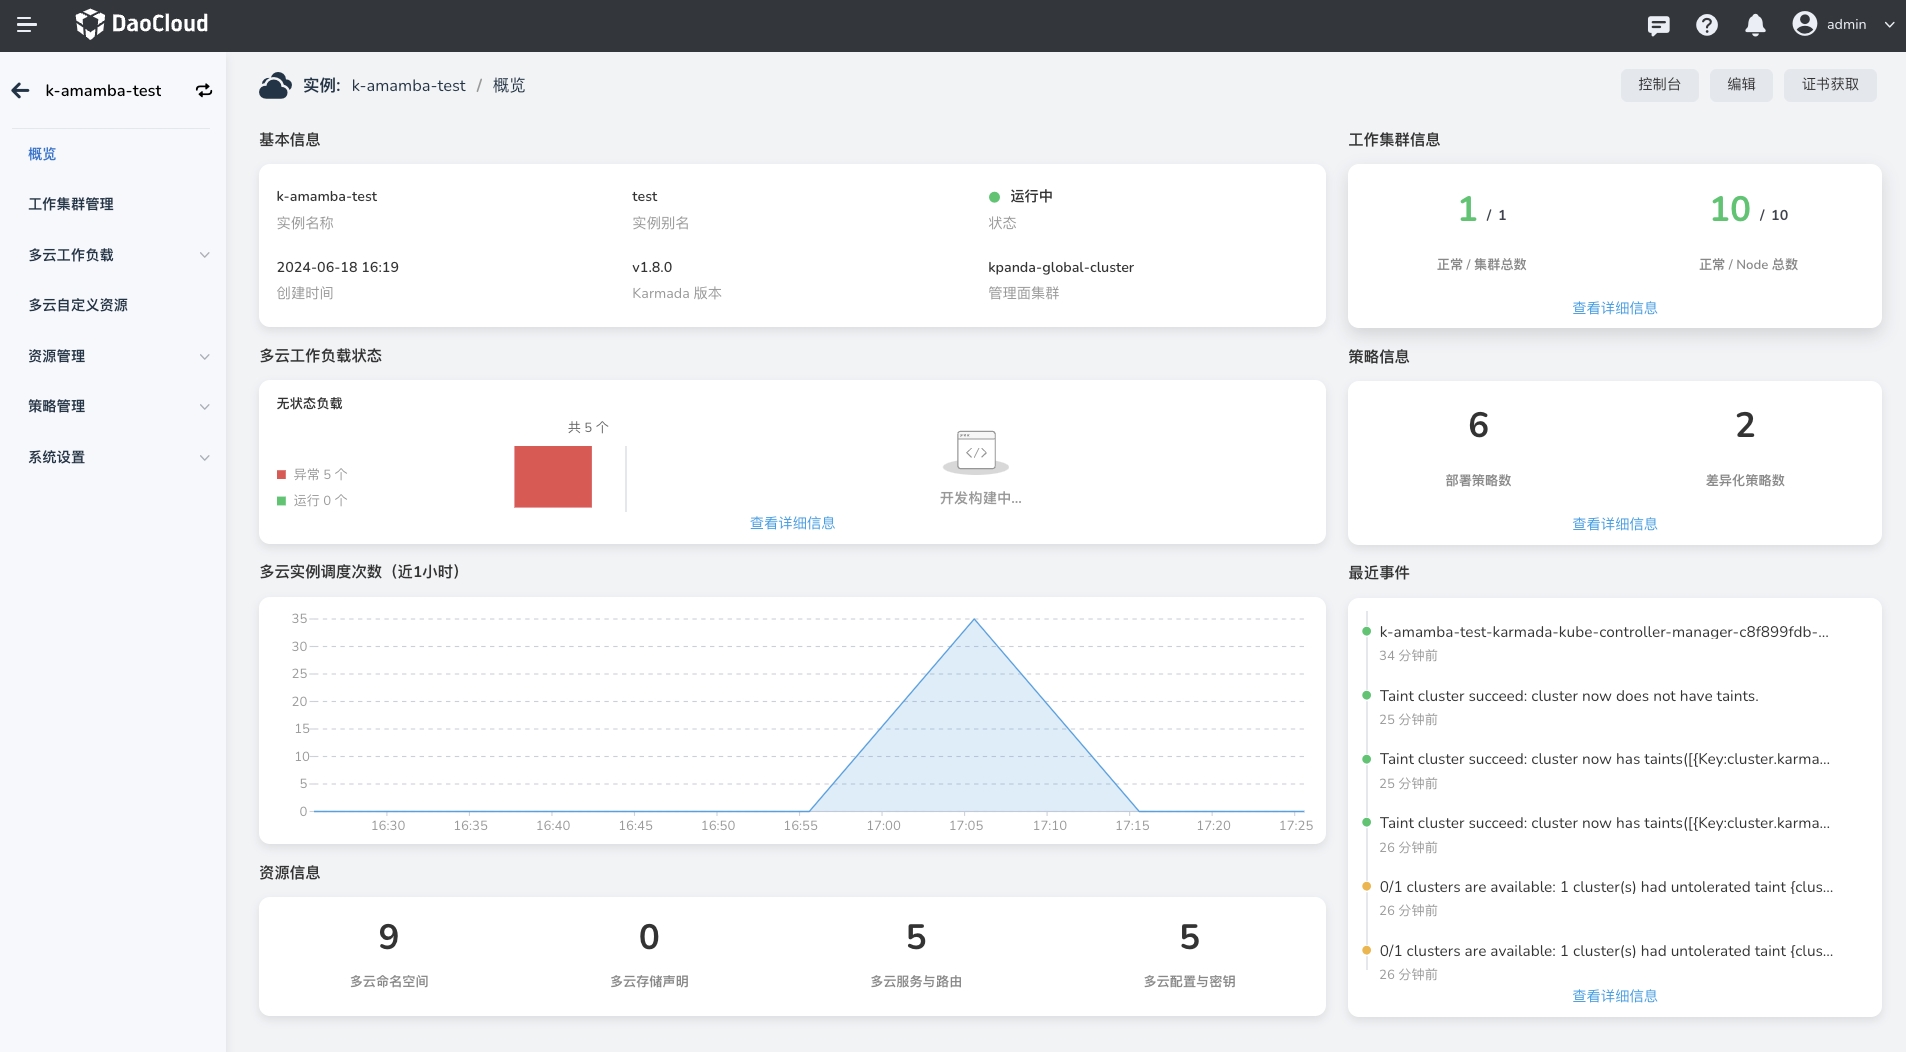 DaoCloud
admin
k-amamba-test
概览
工作集群管理
多云工作负载
多云自定义资源
资源管理
策略管理
系统设置
实例: k-amamba-test / 概览
控制台
编辑
证书获取
基本信息
k-amamba-test
实例名称
test
实例别名
运行中
状态
2024-06-18 16:19
创建时间
v1.8.0
Karmada 版本
kpanda-global-cluster
管理面集群
工作集群信息
1 / 1
正常 / 集群总数
10 / 10
正常 / Node 总数
查看详细信息
多云工作负载状态
无状态负载
共 5 个
异常 5 个
运行 0 个
</>
开发构建中...
查看详细信息
策略信息
6
部署策略数
2
差异化策略数
查看详细信息
多云实例调度次数（近1小时）
35
30
25
20
15
10
5
0
16:30 16:35 16:40 16:45 16:50 16:55 17:00 17:05 17:10 17:15 17:20 17:25
最近事件
k-amamba-test-karmada-kube-controller-manager-c8f899fdb-...
34 分钟前
Taint cluster succeed: cluster now does not have taints.
25 分钟前
Taint cluster succeed: cluster now has taints([{Key:cluster.karma...
25 分钟前
Taint cluster succeed: cluster now has taints([{Key:cluster.karma...
26 分钟前
0/1 clusters are available: 1 cluster(s) had untolerated taint {clus...
26 分钟前
0/1 clusters are available: 1 cluster(s) had untolerated taint {clus...
26 分钟前
查看详细信息
资源信息
9
多云命名空间
0
多云存储声明
5
多云服务与路由
5
多云配置与密钥